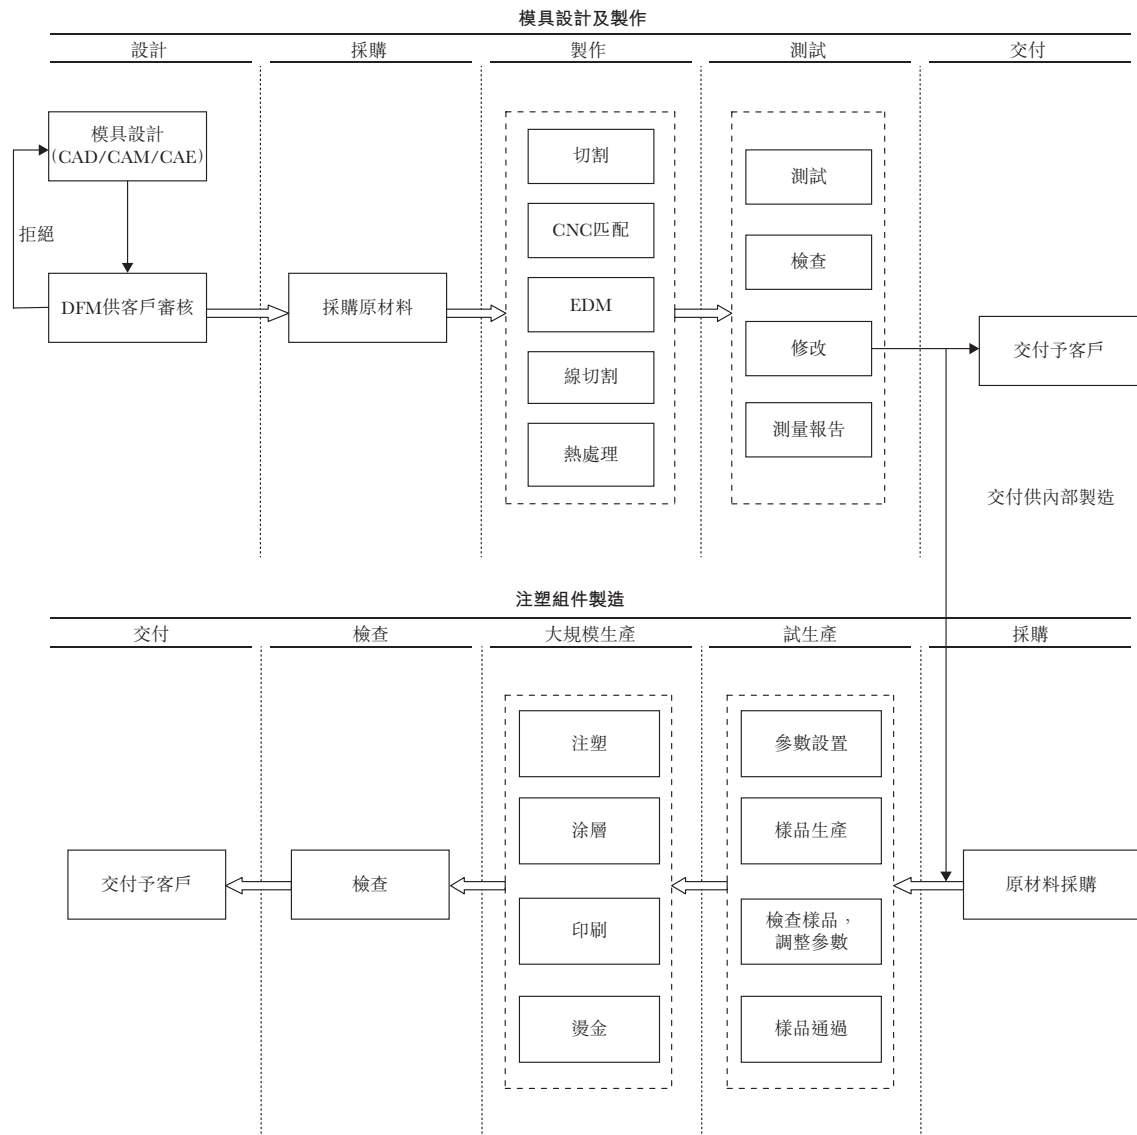 模具設計及製作
設計
採購
製作
測試
交付
模具設計
(CAD/CAM/CAE)
拒絕
DFM供客戶審核
採購原材料
切割
CNC匹配
EDM
線切割
熱處理
測試
檢查
修改
測量報告
交付予客戶
交付供內部製造
注塑組件製造
交付
檢查
大規模生產
試生產
採購
交付予客戶
檢查
注塑
涂層
印刷
燙金
參數設置
樣品生產
檢查樣品，
調整參數
樣品通過
原材料採購